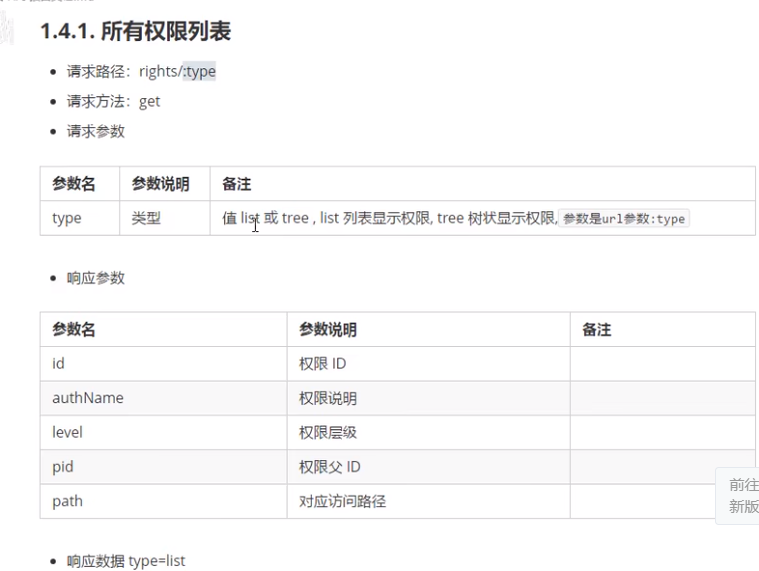 1.4.1. 所有权限列表
请求路径：rights/:type
请求方法：get
请求参数
参数名 参数说明 备注
type 类型 值 list 或 tree , list 列表显示权限, tree 树状显示权限,参数是url参数:type
响应参数
参数名 参数说明 备注
id 权限 ID
authName 权限说明
level 权限层级
pid 权限父 ID
path 对应访问路径
前往
新版
响应数据 type=list